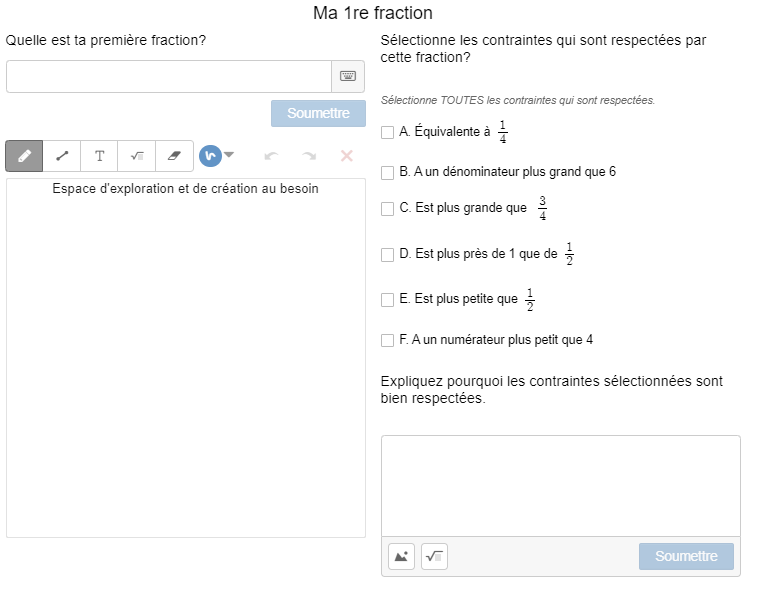 Ma 1re fraction
Quelle est ta première fraction?
Soumettre
T
√
Espace d'exploration et de création au besoin
Sélectionne les contraintes qui sont respectées par
cette fraction?
Sélectionne TOUTES les contraintes qui sont respectées.
A. Équivalente à 1/4
B. A un dénominateur plus grand que 6
C. Est plus grande que 3/4
D. Est plus près de 1 que de 1/2
E. Est plus petite que 1/2
F. A un numérateur plus petit que 4
Expliquez pourquoi les contraintes sélectionnées sont
bien respectées.
√
Soumettre